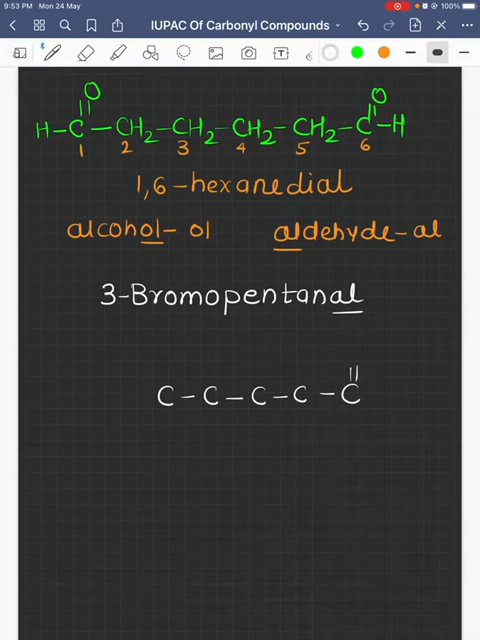 9:53 PM Mon 24 May
100%
IUPAC Of Carbonyl Compounds
O
O
H-C-CH2-CH2-CH2-CH2-C-H
1 2 3 4 5 6
1,6-hexanedial
alcohol- ol aldehyde- al
3-Bromopentanal
C-C-C-C-C